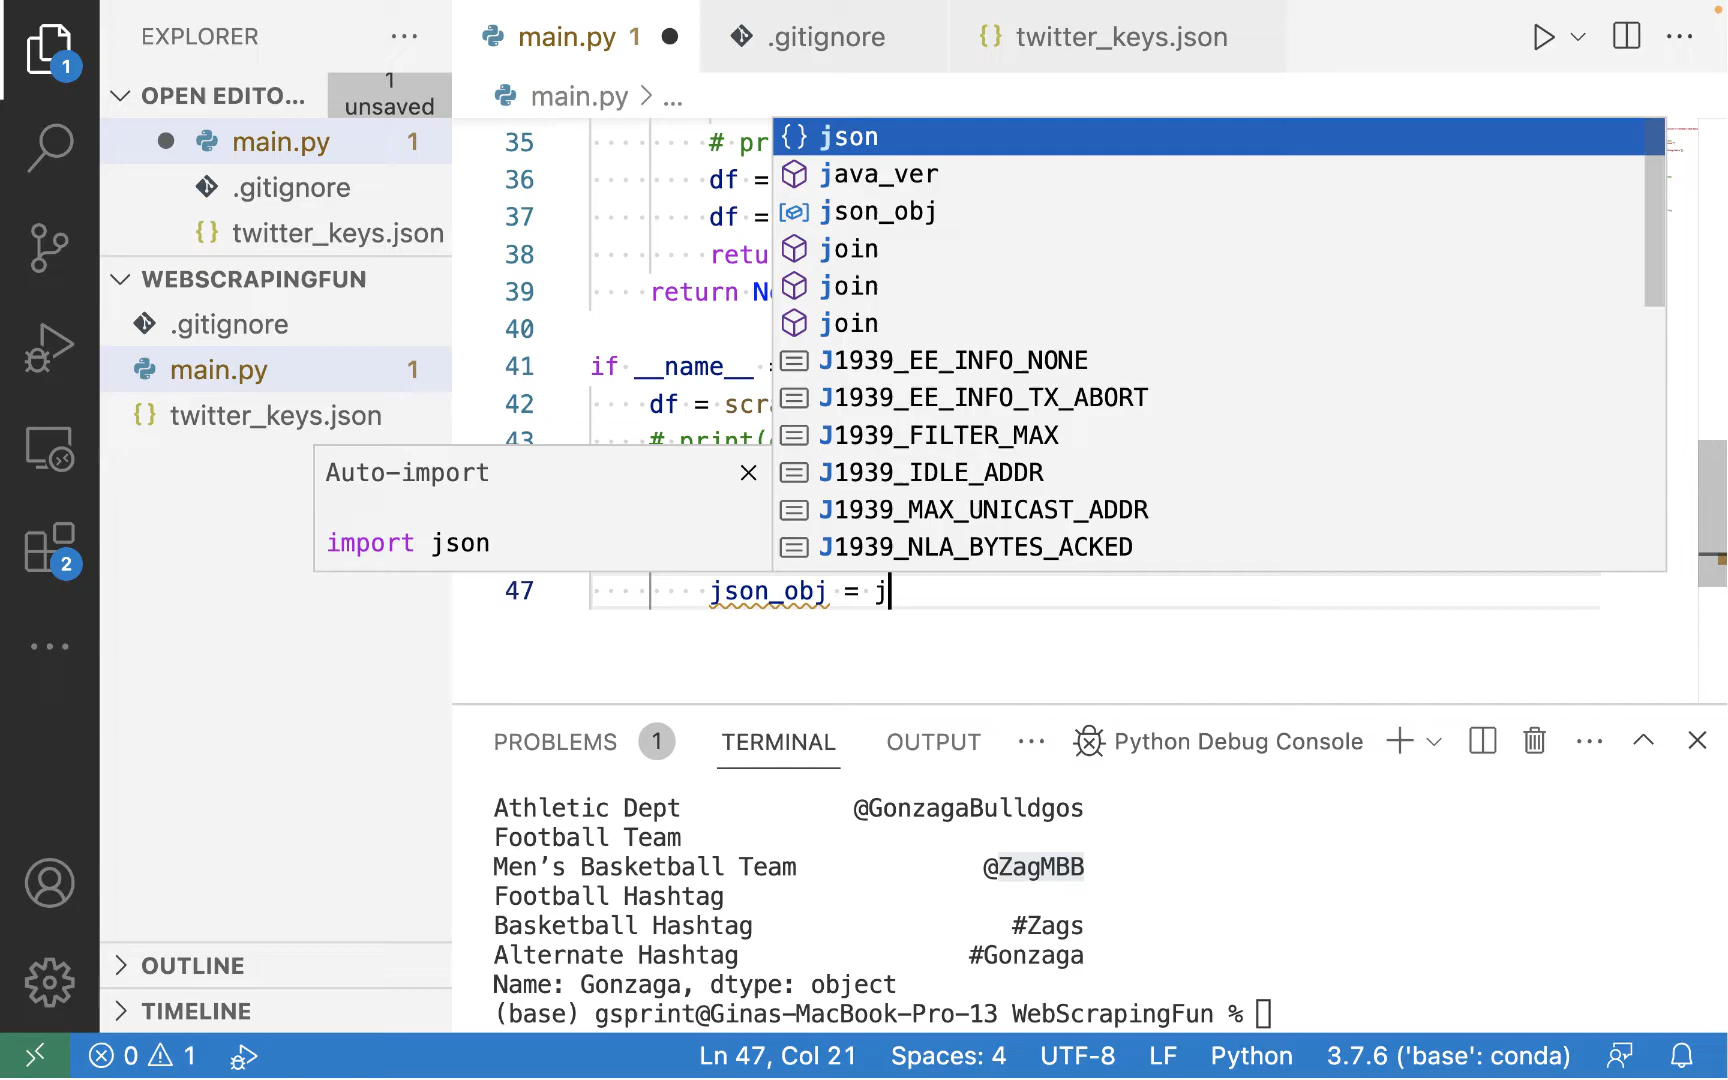 EXPLORER
main.py 1
.gitignore
twitter_keys.json
1
OPEN EDITO... 1 unsaved
main.py > ...
main.py 1
.gitignore
twitter_keys.json
WEBSCRAPINGFUN
.gitignore
main.py 1
twitter_keys.json
2
OUTLINE
TIMELINE
35 # pr
36 df =
37 df =
38 retu
39 return No
40
41 if __name__ =
42 df = scra
43 # print(
47 json_obj = j
json
java_ver
json_obj
join
join
join
J1939_EE_INFO_NONE
J1939_EE_INFO_TX_ABORT
J1939_FILTER_MAX
J1939_IDLE_ADDR
J1939_MAX_UNICAST_ADDR
J1939_NLA_BYTES_ACKED
Auto-import
import json
PROBLEMS 1 TERMINAL OUTPUT ... Python Debug Console
Athletic Dept @GonzagaBulldgos
Football Team
Men’s Basketball Team @ZagMBB
Football Hashtag
Basketball Hashtag #Zags
Alternate Hashtag #Gonzaga
Name: Gonzaga, dtype: object
(base) gsprint@Ginas-MacBook-Pro-13 WebScrapingFun %
0 1 Ln 47, Col 21 Spaces: 4 UTF-8 LF Python 3.7.6 ('base': conda)